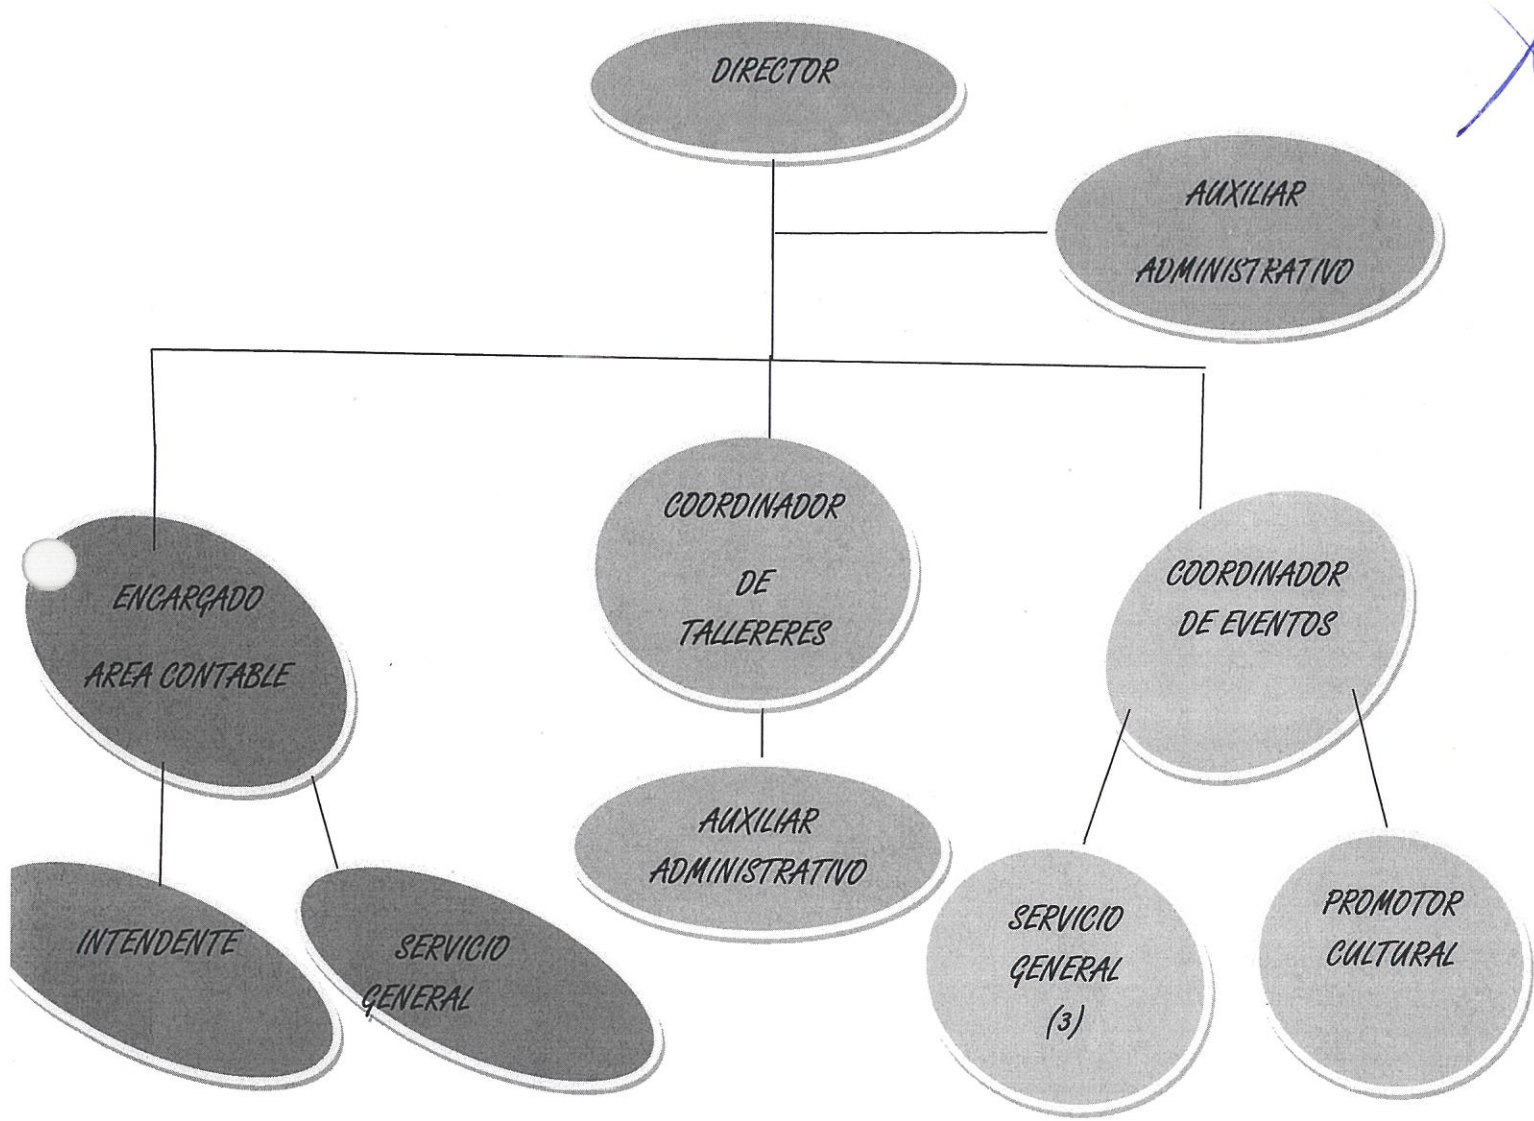 DIRECTOR
AUXILIAR
ADMINISTRATIVO
COORDINADOR
DE
TALLERERES
COORDINADOR
DE EVENTOS
ENCARGADO
AREA CONTABLE
AUXILIAR
ADMINISTRATIVO
INTENDENTE
SERVICIO
GENERAL
SERVICIO
GENERAL
(3)
PROMOTOR
CULTURAL